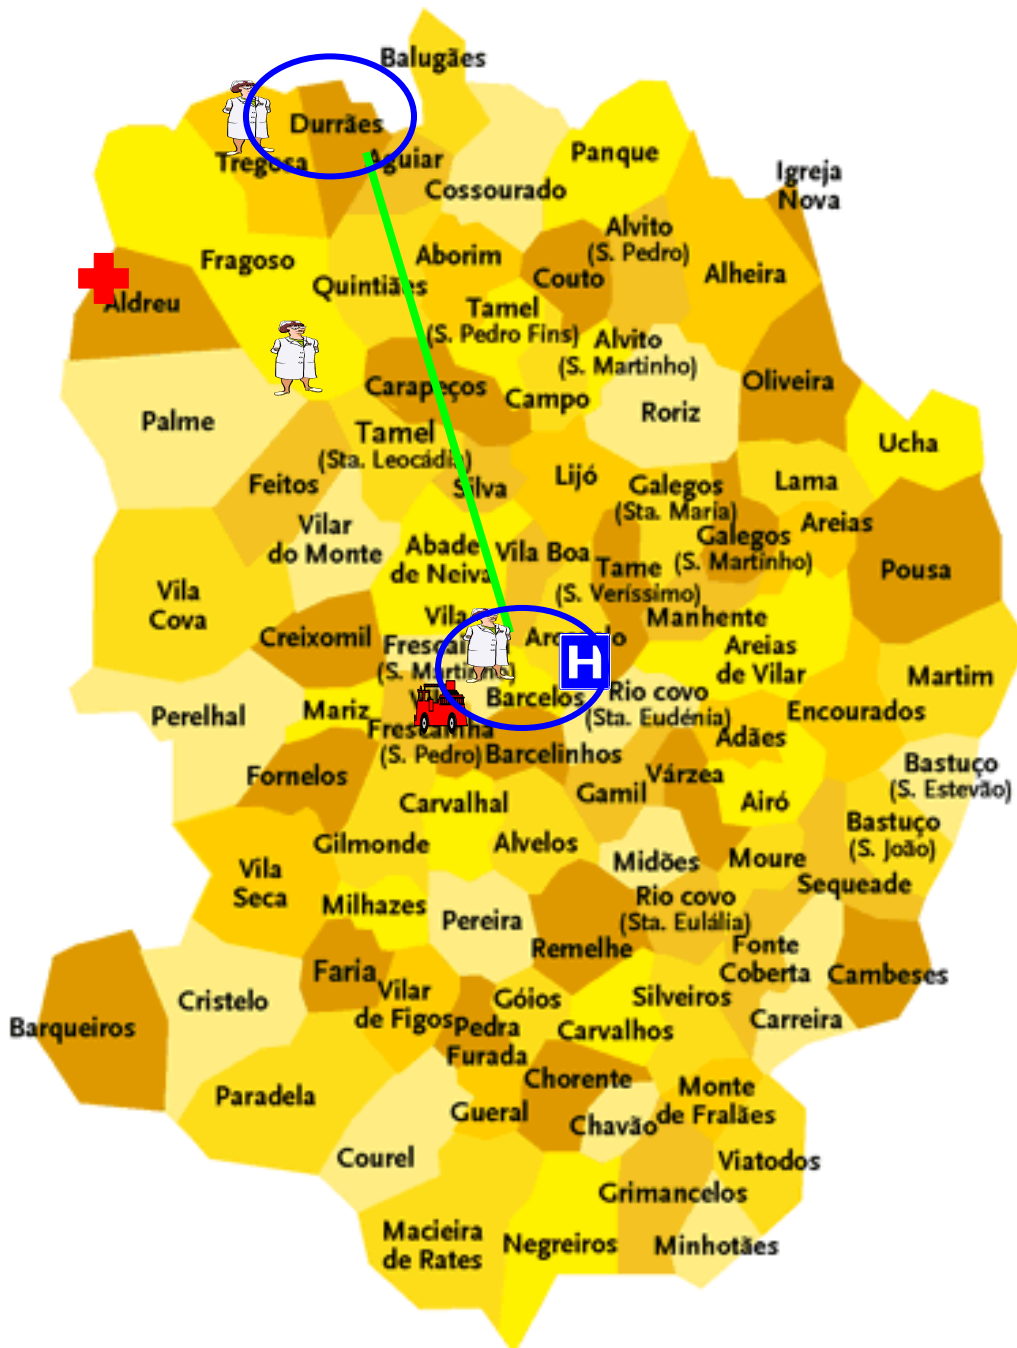 Balugães
Durrães
Tregosa
Aguiar
Cossourado
Panque
Igreja
Nova
Alvito
(S. Pedro)
Fragoso
Aborim
Quintiães
Couto
Alheira
Aldreu
Tamel
(S. Pedro Fins)
Alvito
(S. Martinho)
Carapeços
Campo
Roriz
Oliveira
Palme
Tamel
(Sta. Leocádia)
Ucha
Feitos
Silva
Lijó
Galegos
(Sta. Maria)
Lama
Vilar
do Monte
Abade
de Neiva
Vila Boa
Galegos
(S. Martinho)
Areias
Tame
(S. Veríssimo)
Pousa
Vila
Cova
Creixomil
Vila
(S. Martinho)
Manhente
Areias
de Vilar
Martim
H
Barcelos
Rio covo
(Sta. Eudénia)
Perelhal
Mariz
Frescainha
(S. Pedro)
Barcelinhos
Encourados
Adães
Fornelos
Gamil
Várzea
Bastuço
(S. Estevão)
Carvalhal
Airó
Bastuço
(S. João)
Gilmonde
Alvelos
Midões
Moure
Vila
Seca
Sequeade
Milhazes
Pereira
Rio covo
(Sta. Eulália)
Remelhe
Fonte
Coberta
Cambeses
Faria
Cristelo
Vilar
de Figos
Góios
Silveiros
Barqueiros
Pedra
Furada
Carvalhos
Carreira
Paradela
Chorente
Monte
de Fralães
Gueral
Chavão
Courel
Viatodos
Grimancelos
Macieira
de Rates
Negreiros
Minhotães